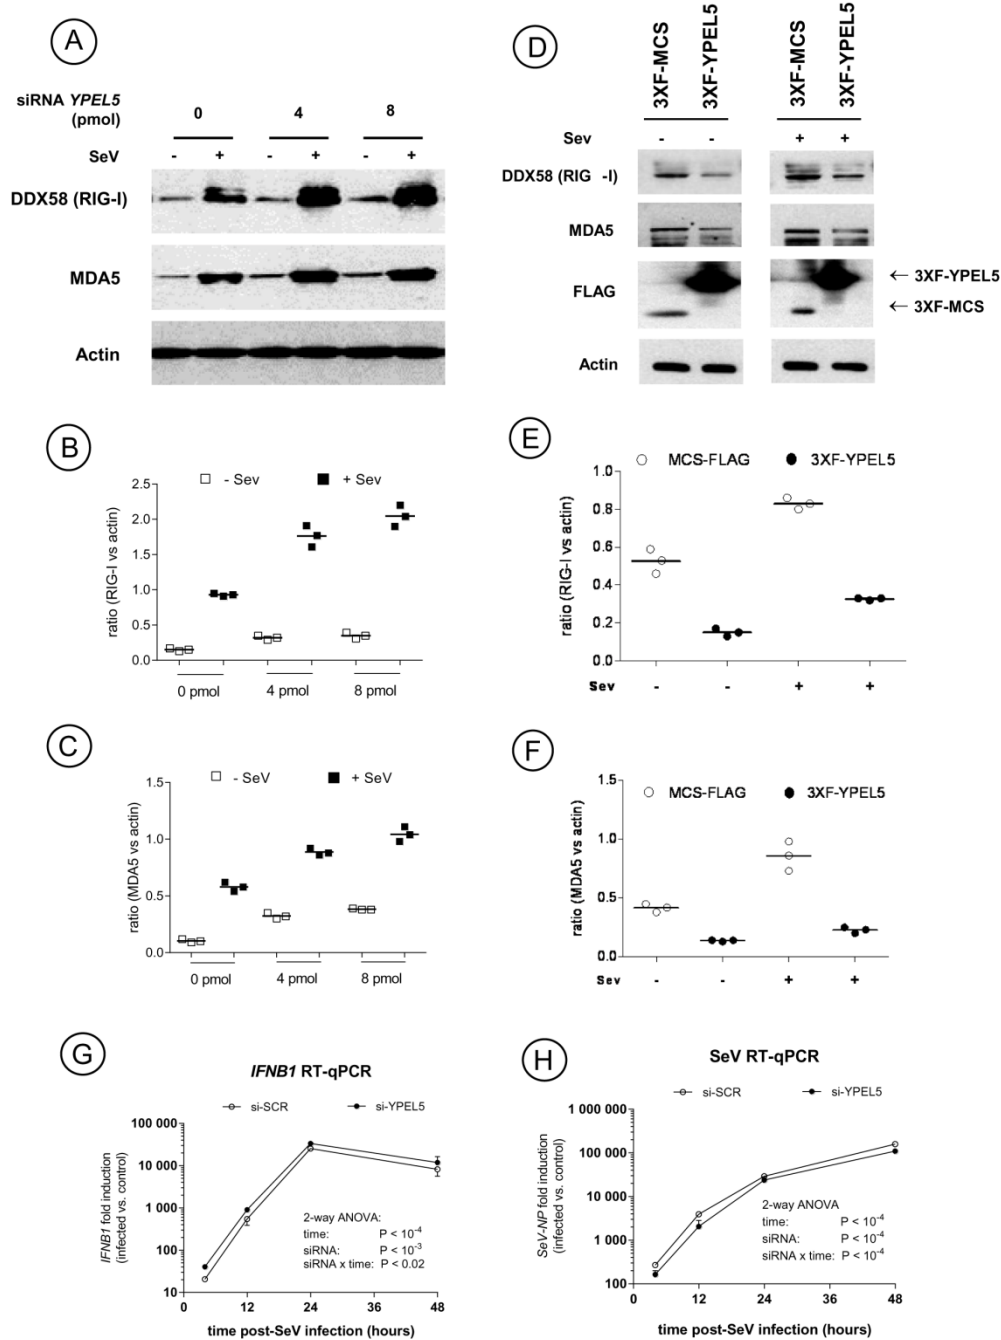 A
siRNA YPEL5
(pmol)
0 4 8
SeV - + - + - +
DDX58 (RIG-I)
MDA5
Actin
B
- Sev + Sev
ratio (RIG-I vs actin)
2.5
2.0
1.5
1.0
0.5
0.0
0 pmol 4 pmol 8 pmol
C
- SeV + SeV
ratio (MDA5 vs actin)
1.5
1.0
0.5
0.0
0 pmol 4 pmol 8 pmol
D
3XF-MCS 3XF-YPEL5 3XF-MCS 3XF-YPEL5
Sev - - + +
DDX58 (RIG -I)
MDA5
FLAG
← 3XF-YPEL5
← 3XF-MCS
Actin
E
MCS-FLAG 3XF-YPEL5
ratio (RIG-I vs actin)
1.0
0.8
0.6
0.4
0.2
0.0
Sev - - + +
F
MCS-FLAG 3XF-YPEL5
ratio (MDA5 vs actin)
1.5
1.0
0.5
0.0
Sev - - + +
G
IFNB1 RT-qPCR
si-SCR si-YPEL5
IFNB1 fold induction
(infected vs. control)
100 000
10 000
1 000
100
10
2-way ANOVA:
time: P < 10-4
siRNA: P < 10-3
siRNA x time: P < 0.02
0 12 24 36 48
time post-SeV infection (hours)
H
SeV RT-qPCR
si-SCR si-YPEL5
SeV-NP fold induction
(infected vs. control)
1 000 000
100 000
10 000
1 000
100
2-way ANOVA
time: P < 10-4
siRNA: P < 10-4
siRNA x time: P < 10-4
0 12 24 36 48
time post-SeV infection (hours)